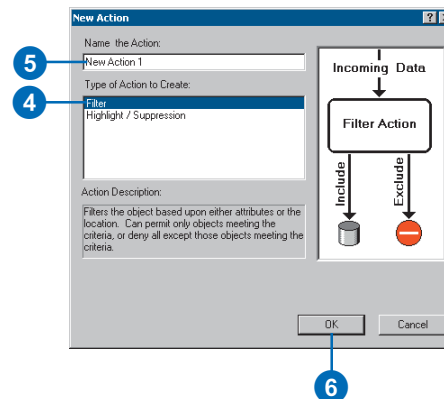 New Action
Name the Action:
5
New Action 1
Type of Action to Create:
4
Filter
Highlight / Suppression
Action Description:
Filters the object based upon either attributes or the
location. Can permit only objects meeting the
criteria, or deny all except those objects meeting the
criteria.
Incoming Data
Filter Action
Include
Exclude
OK
Cancel
6